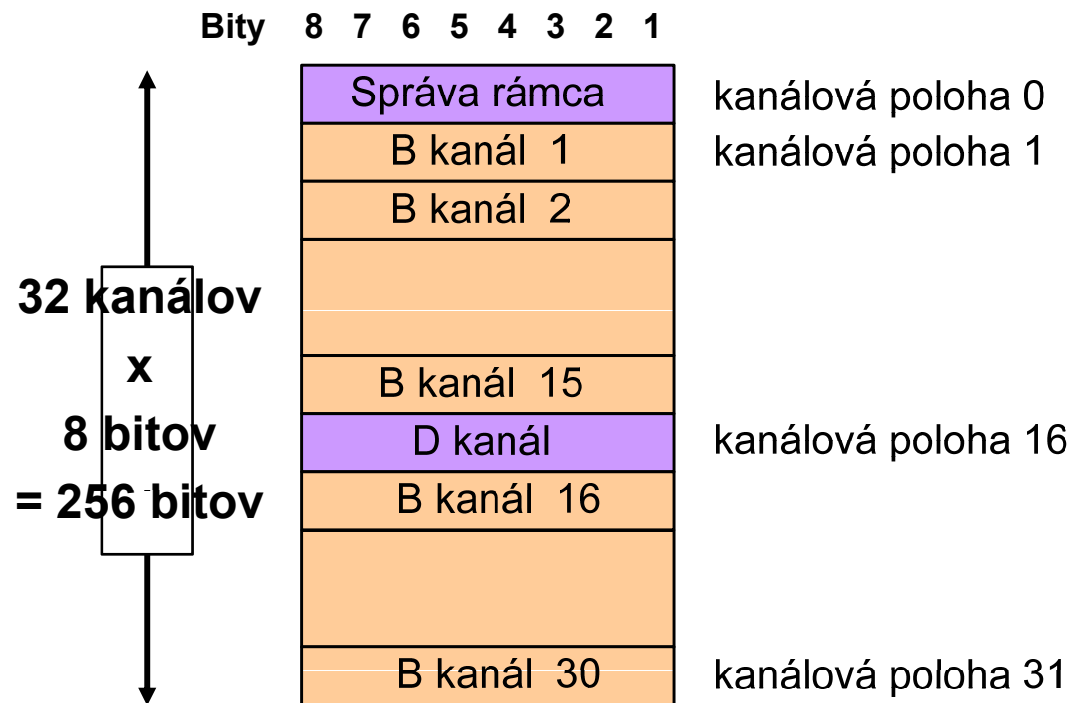 Bity 8 7 6 5 4 3 2 1
Správa rámca kanálová poloha 0
B kanál 1 kanálová poloha 1
B kanál 2
32 kanálov
x
8 bitov
= 256 bitov
B kanál 15
D kanál kanálová poloha 16
B kanál 16
B kanál 30 kanálová poloha 31